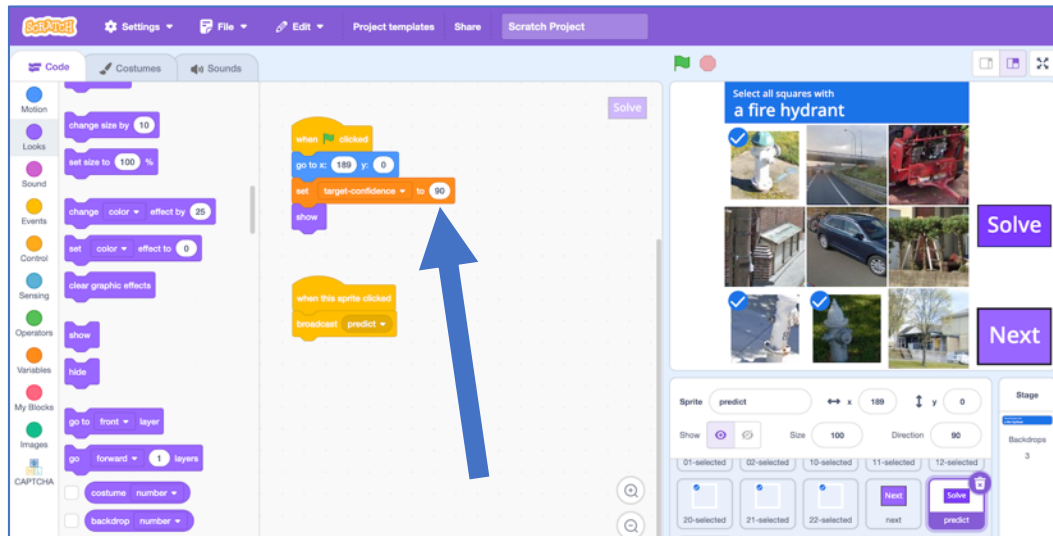 SCRATCH Settings File Edit Project templates Share Scratch Project
Code Costumes Sounds
Motion
Looks
Sound
Events
Control
Sensing
Operators
Variables
My Blocks
Images
CAPTCHA
change size by 10
set size to 100 %
change color effect by 25
set color effect to 0
clear graphic effects
show
hide
go to front layer
go forward 1 layers
costume number
backdrop number
Solve
when clicked
go to x: 189 y: 0
set target-confidence to 90
show
when this sprite clicked
broadcast predict
Select all squares with
a fire hydrant
Solve
Next
Sprite predict x 189 y 0
Show Size 100 Direction 90
01-selected 02-selected 10-selected 11-selected 12-selected
Next Solve
20-selected 21-selected 22-selected next predict
Stage
Backdrops
3